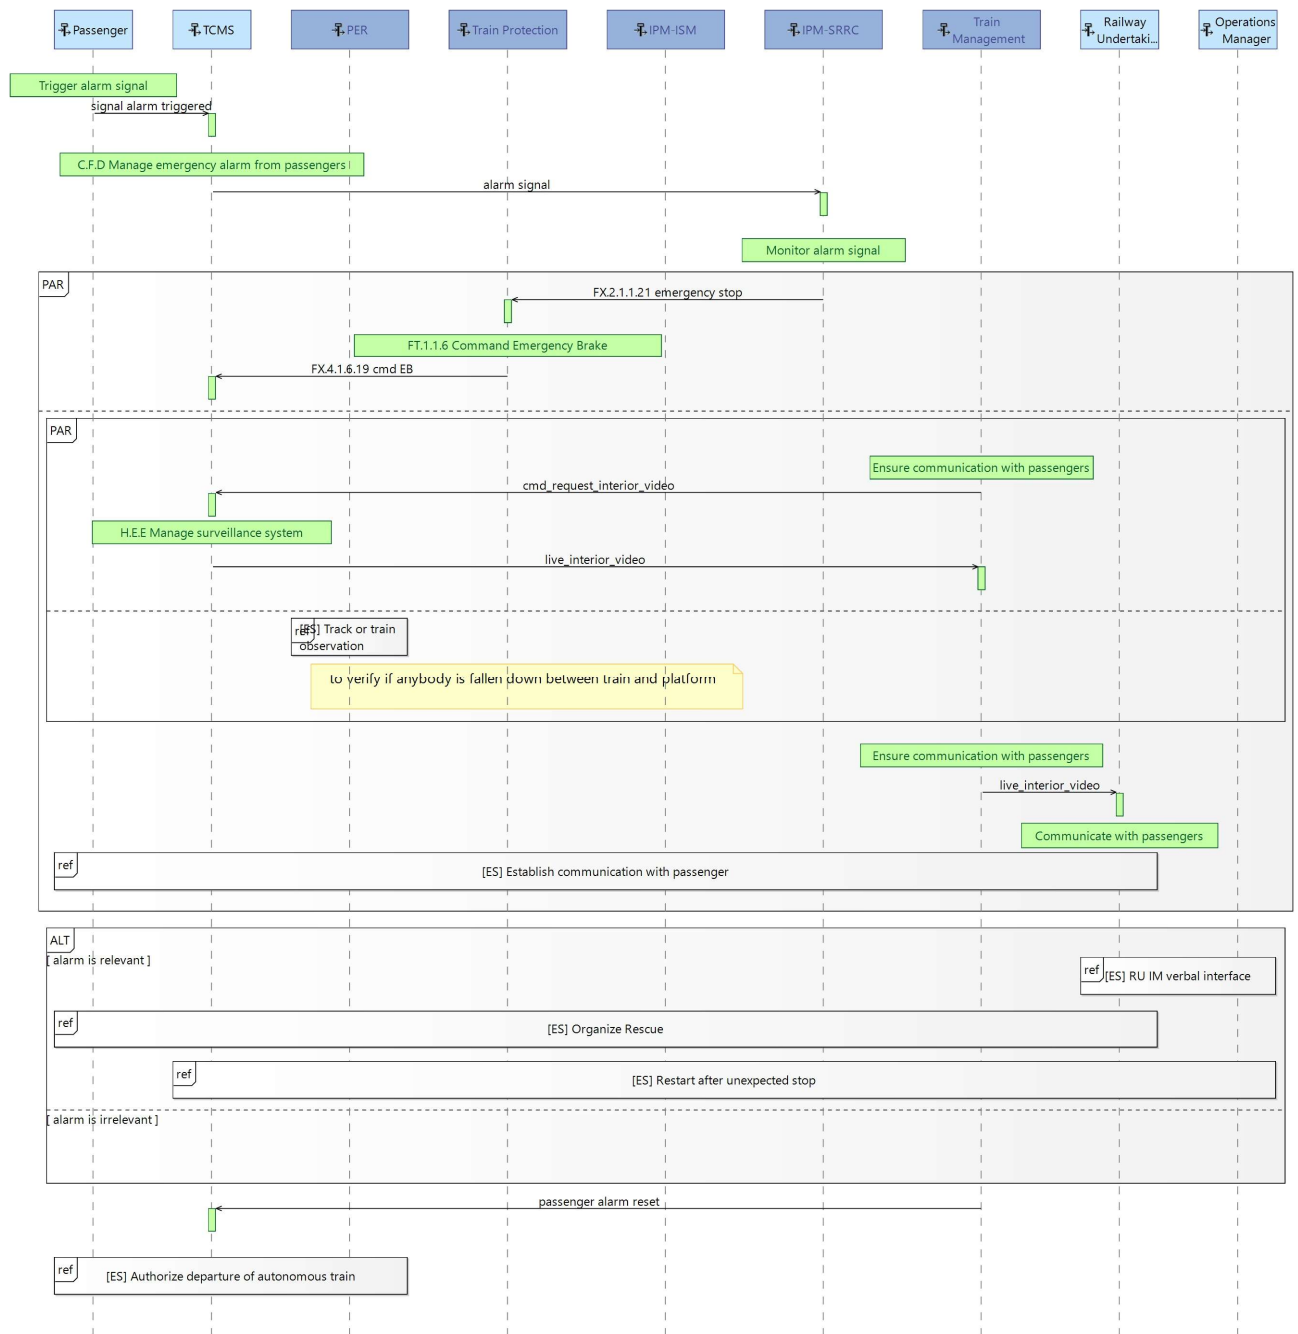 Passenger
TCMS
PER
Train Protection
IPM-ISM
IPM-SRRC
Train
Management
Railway
Undertaki...
Operations
Manager
Trigger alarm signal
signal alarm triggered
C.F.D Manage emergency alarm from passengers
alarm signal
Monitor alarm signal
PAR
FX.2.1.1.21 emergency stop
FT.1.1.6 Command Emergency Brake
FX.4.1.6.19 cmd EB
PAR
Ensure communication with passengers
cmd_request_interior_video
H.E.E Manage surveillance system
live_interior_video
ref
[ES] Track or train
observation
to verify if anybody is fallen down between train and platform
Ensure communication with passengers
live_interior_video
Communicate with passengers
ref
[ES] Establish communication with passenger
ALT
[ alarm is relevant ]
ref
[ES] RU IM verbal interface
ref
[ES] Organize Rescue
ref
[ES] Restart after unexpected stop
[ alarm is irrelevant ]
passenger alarm reset
ref
[ES] Authorize departure of autonomous train